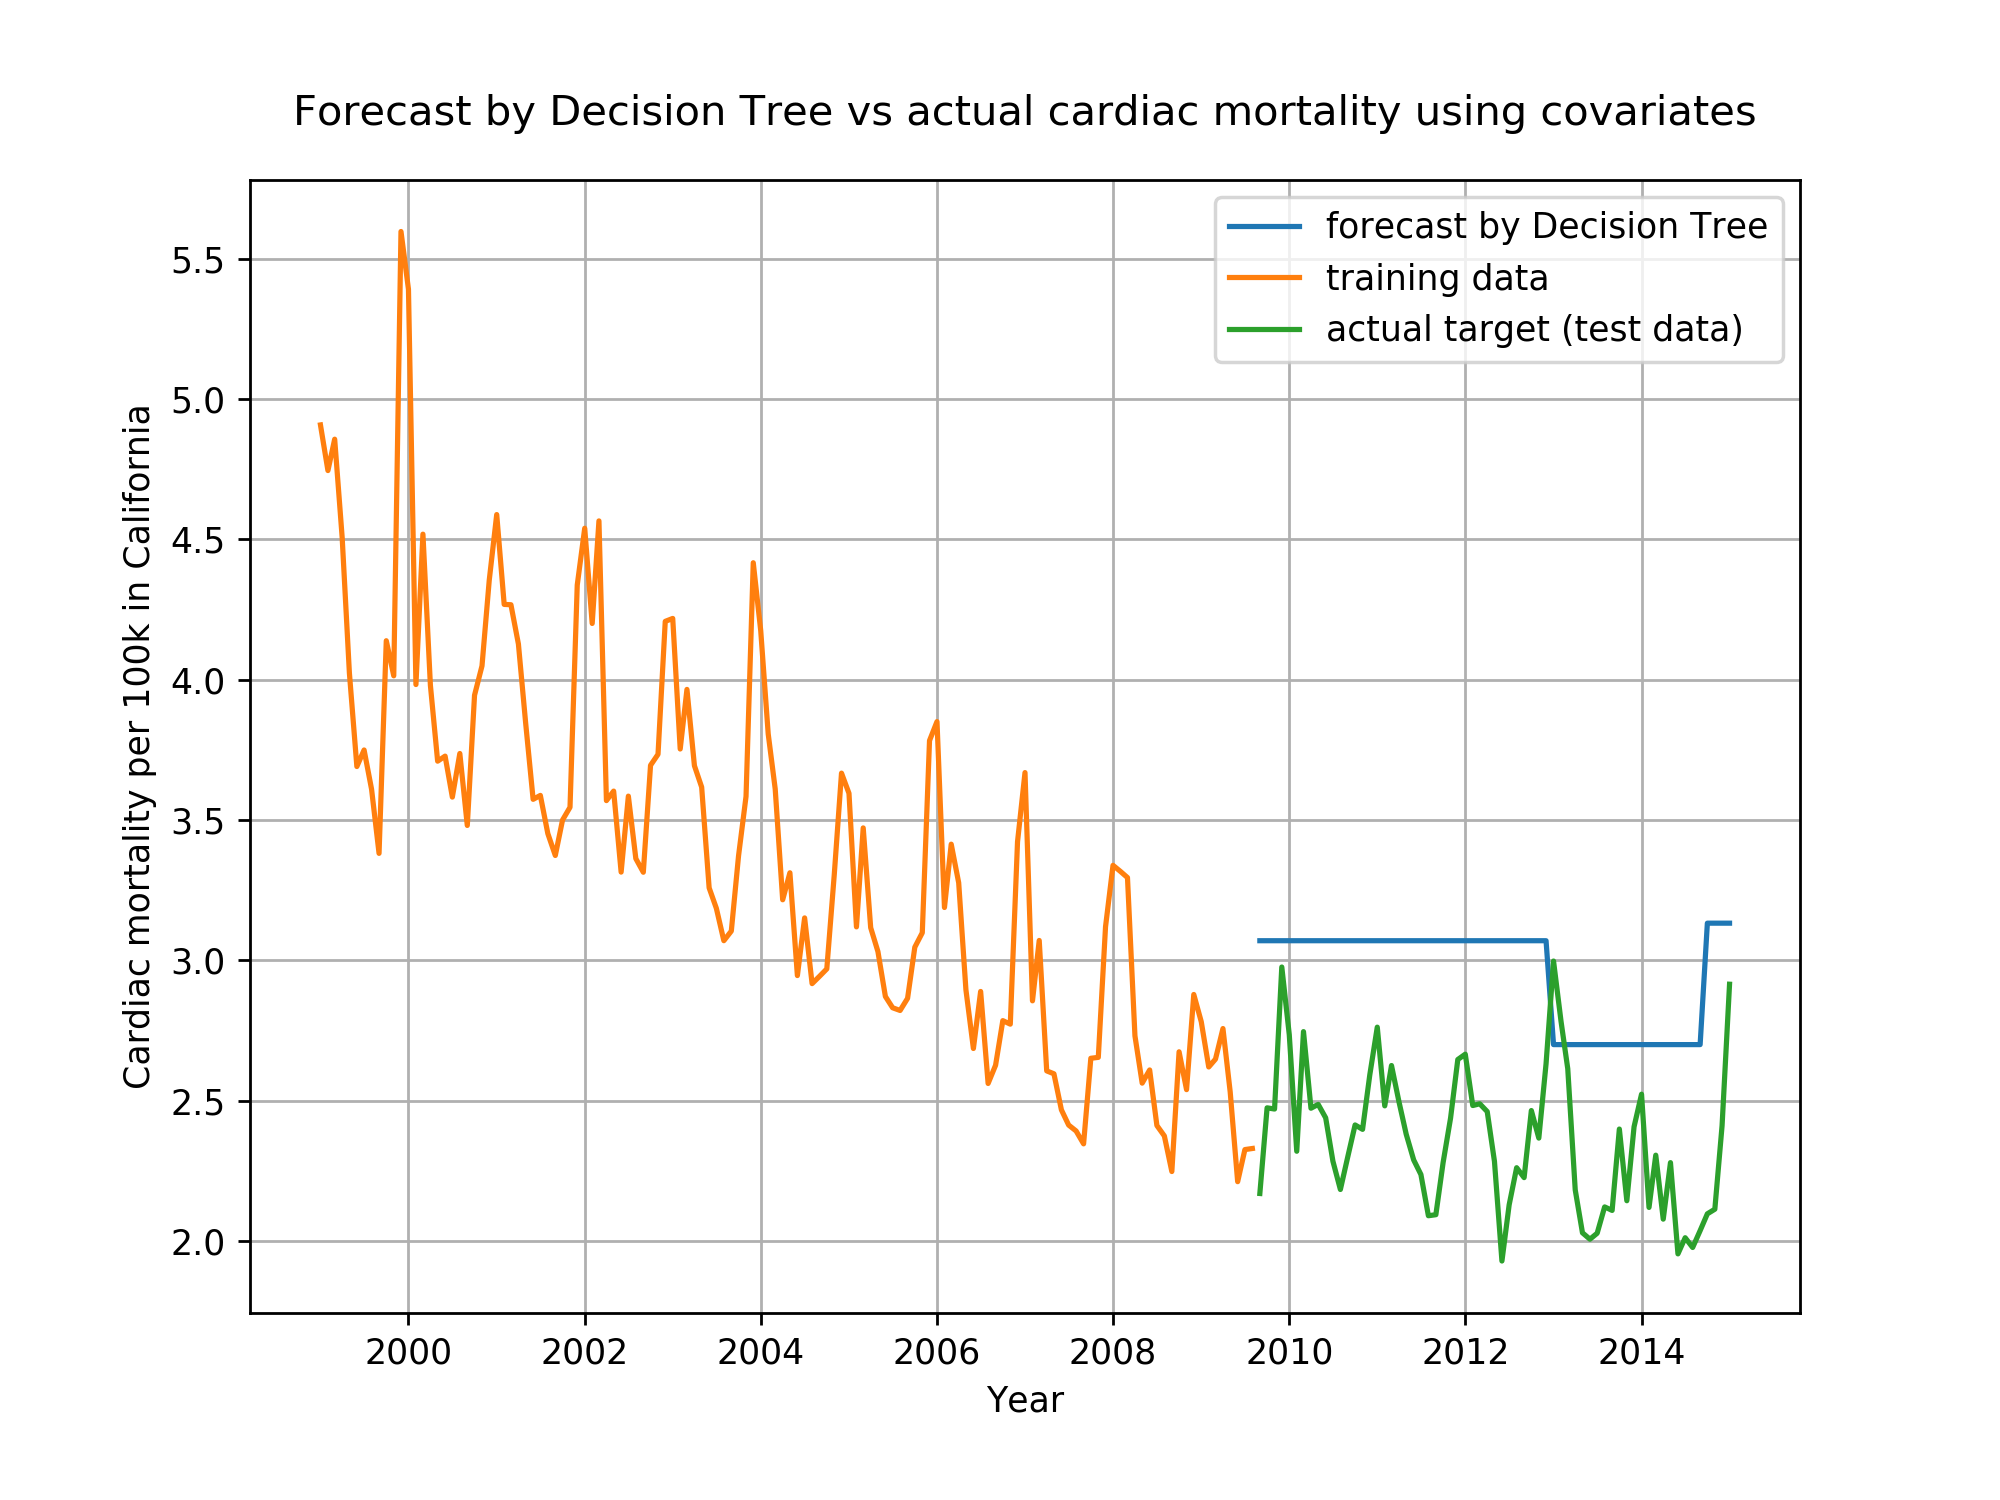 Forecast by Decision Tree vs actual cardiac mortality using covariates
forecast by Decision Tree
training data
actual target (test data)
Cardiac mortality per 100k in California
5.5
5.0
4.5
4.0
3.5
3.0
2.5
2.0
2000 2002 2004 2006 2008 2010 2012 2014
Year